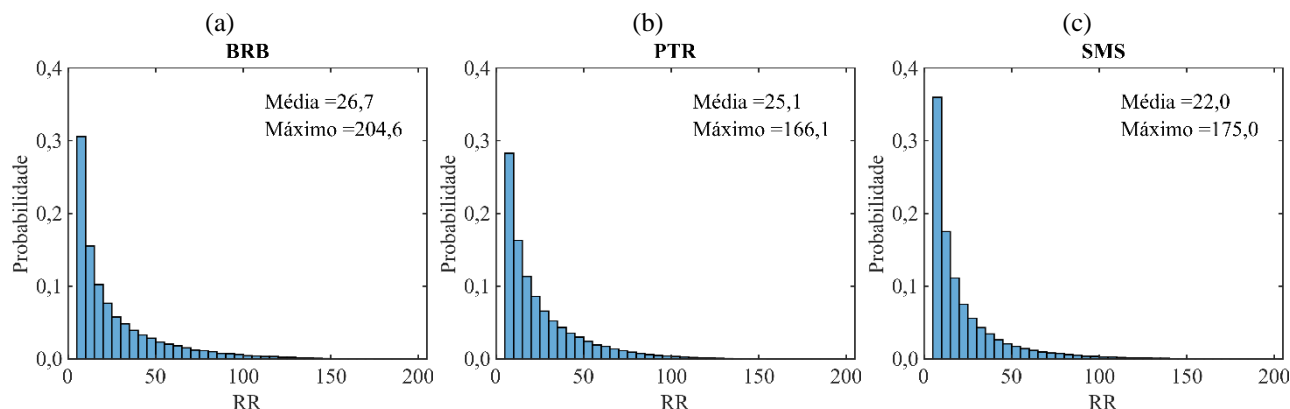 (a)
BRB
0,4
0,3
0,2
0,1
0,0
Probabilidade
Média =26,7
Máximo =204,6
0 50 100 150 200
RR
(b)
PTR
0,4
0,3
0,2
0,1
0,0
Probabilidade
Média =25,1
Máximo =166,1
0 50 100 150 200
RR
(c)
SMS
0,4
0,3
0,2
0,1
0,0
Probabilidade
Média =22,0
Máximo =175,0
0 50 100 150 200
RR